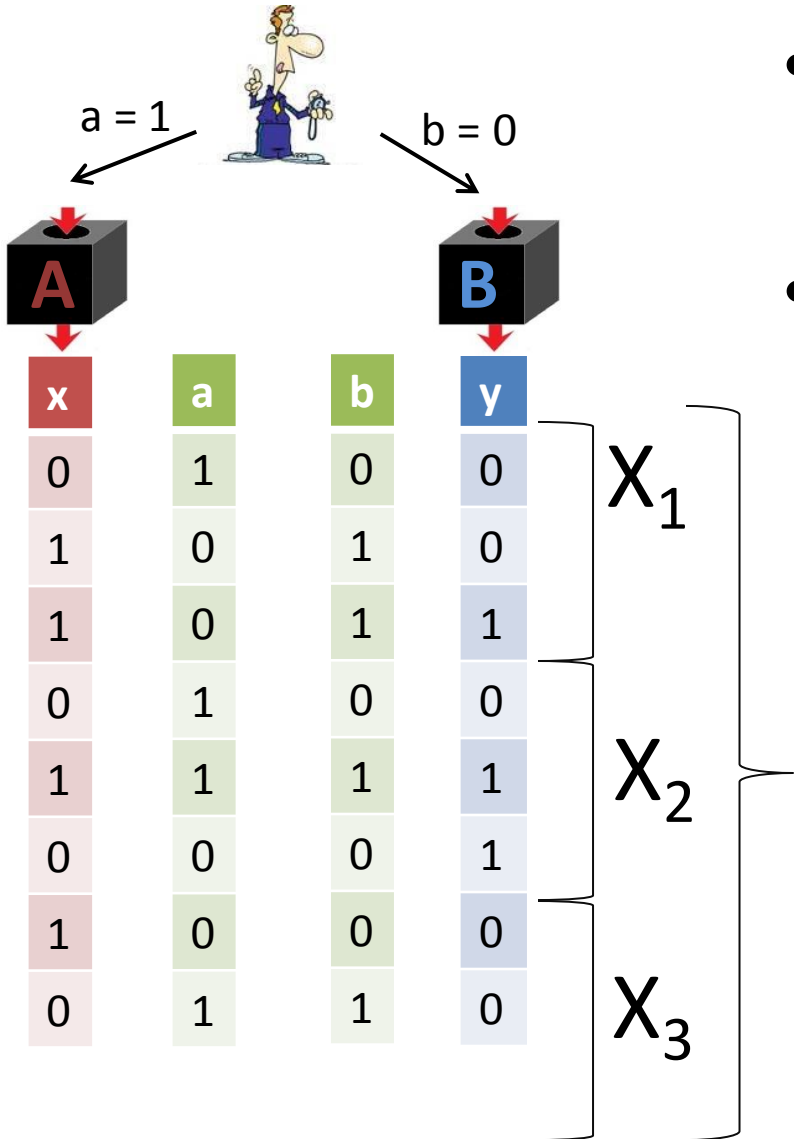 a = 1
b = 0
A B
x a b y
0 1 0 0
X1
1 0 1 0
1 0 1 1
0 1 0 0
1 1 1 1
X2
0 0 0 1
1 0 0 0
0 1 1 0
X3